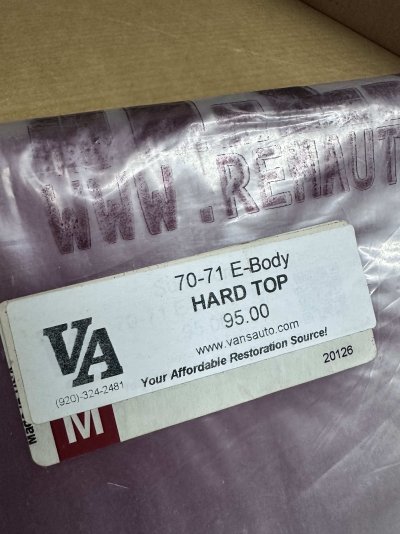 WWW.REMAUT
70-71 E-Body
HARD TOP
95.00
www.vansauto.com
Your Affordable Restoration Source!
VA
(920)-324-2481
20126
M